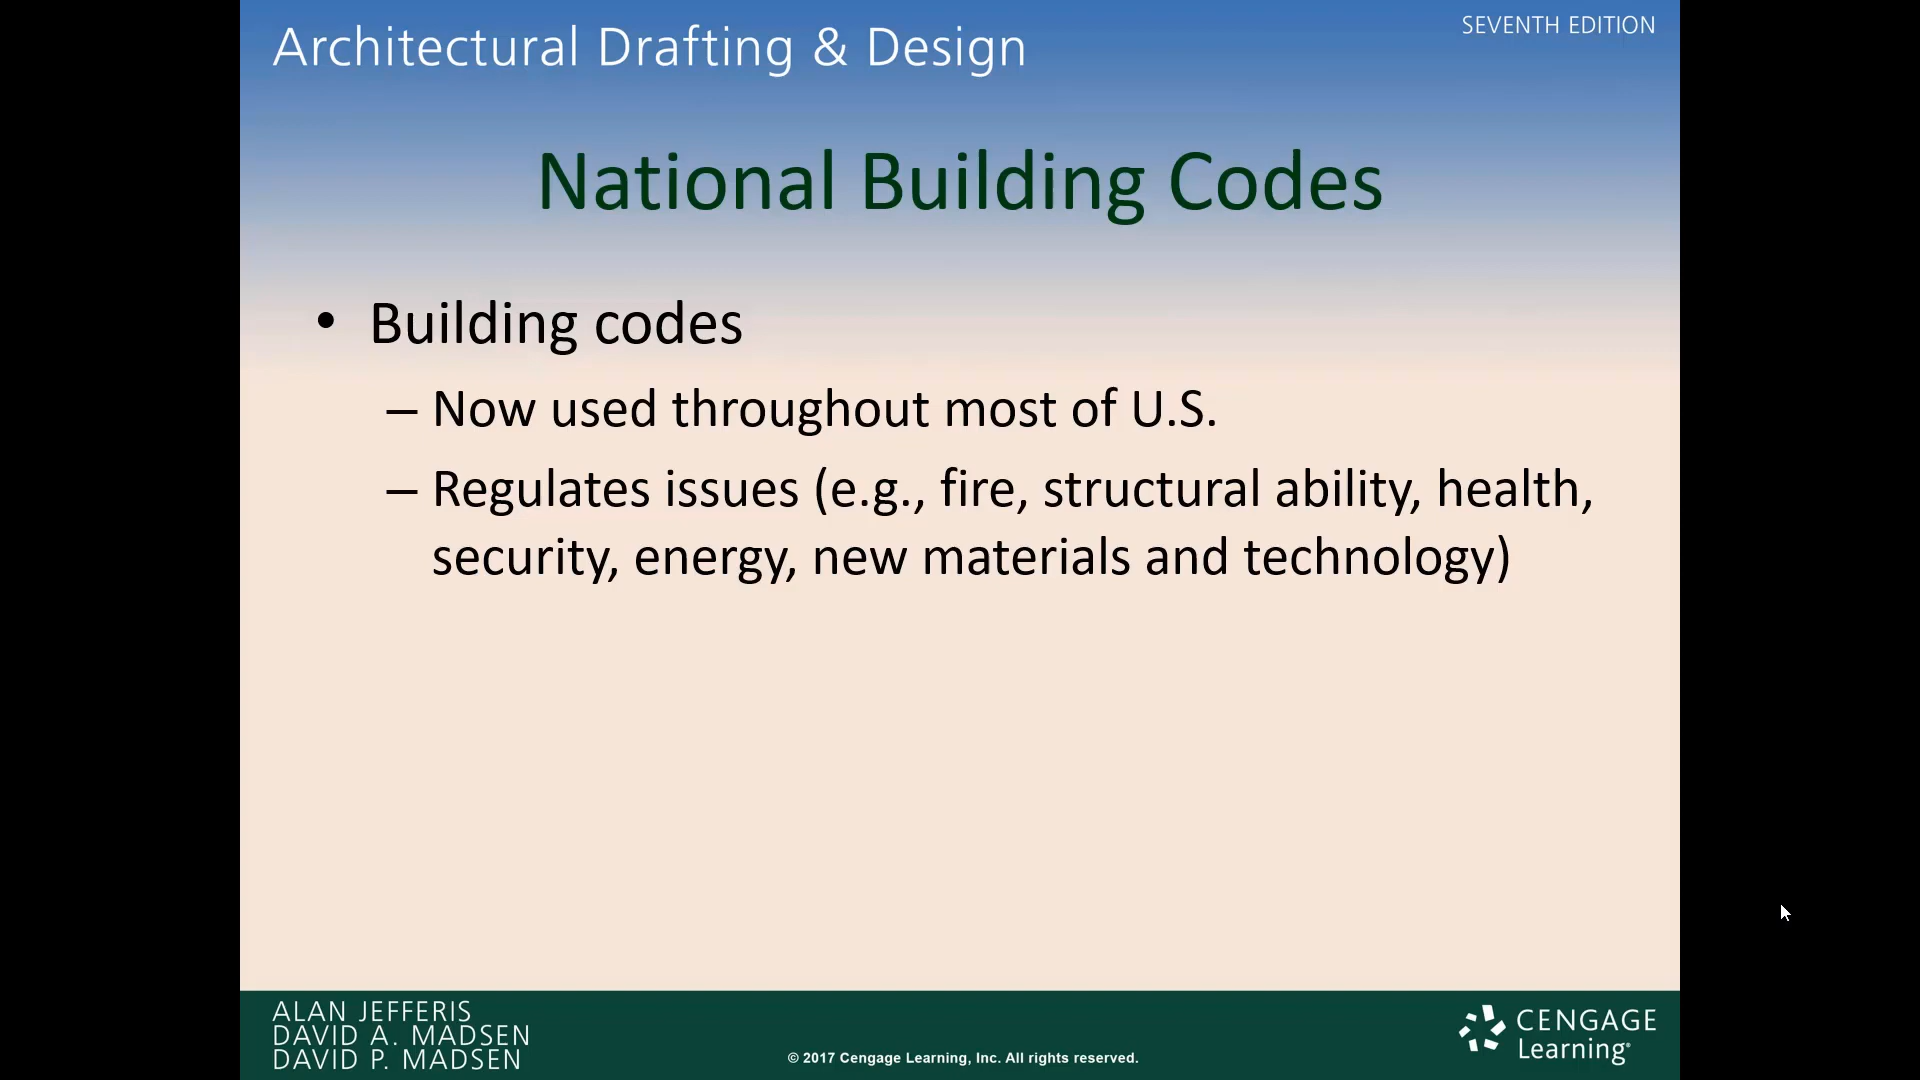 Architectural Drafting & Design
SEVENTH EDITION
National Building Codes
• Building codes
– Now used throughout most of U.S.
– Regulates issues (e.g., fire, structural ability, health,
security, energy, new materials and technology)
ALAN JEFFERIS
DAVID A. MADSEN
DAVID P. MADSEN
© 2017 Cengage Learning, Inc. All rights reserved.
CENGAGE
Learning®